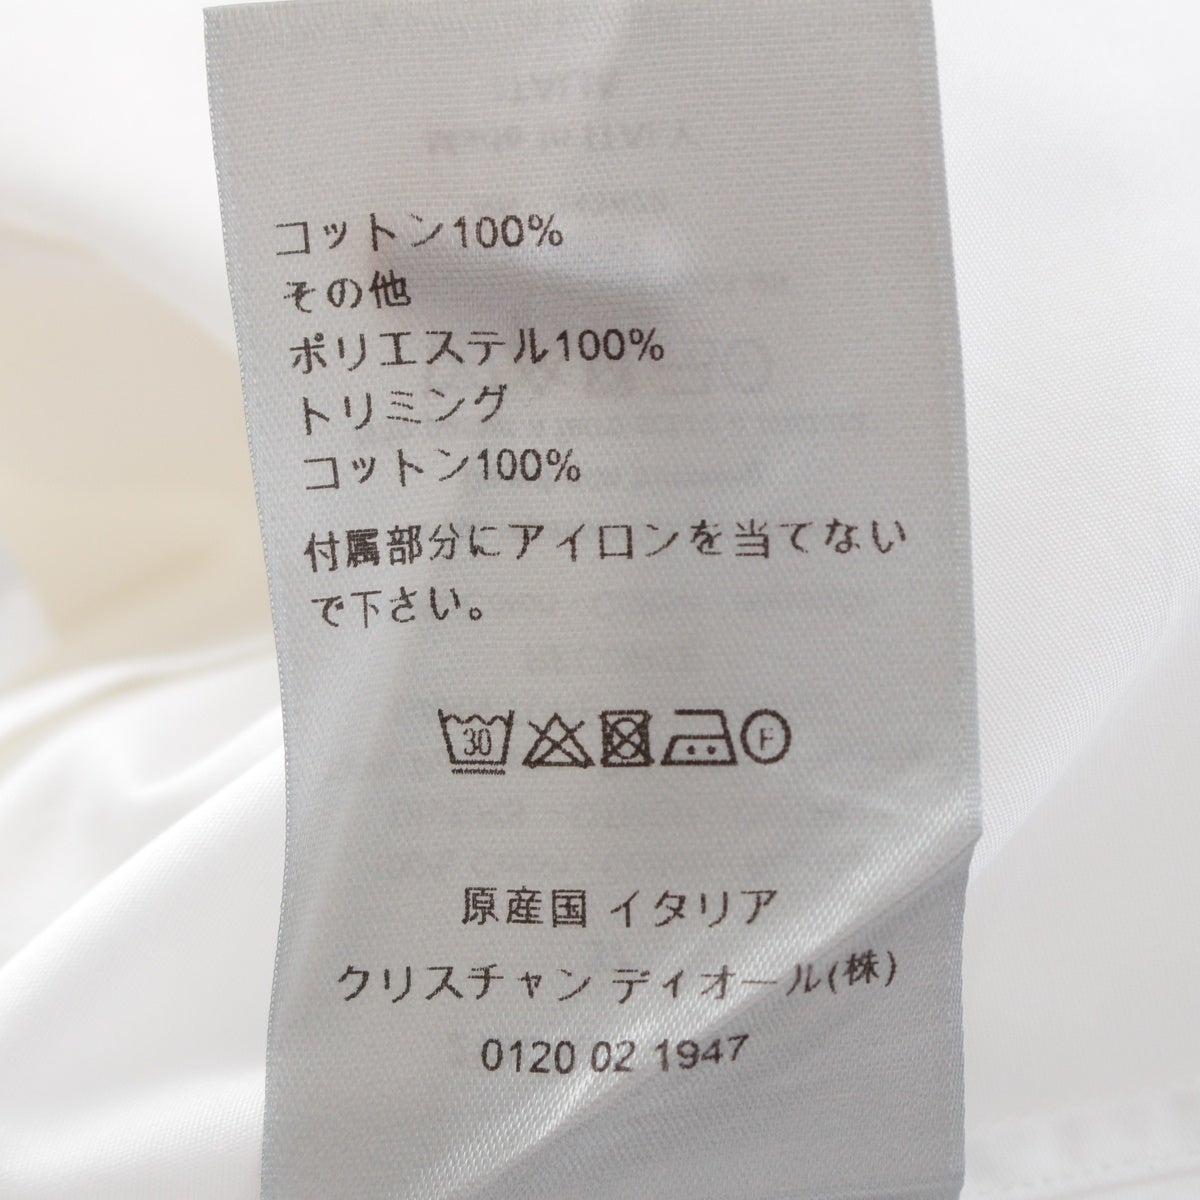 コットン100%
その他
ポリエステル100%
トリミング
コットン100%
付属部分にアイロンを当てない
で下さい。
30 F
原産国 イタリア
クリスチャン ディオール(株)
0120 02 1947